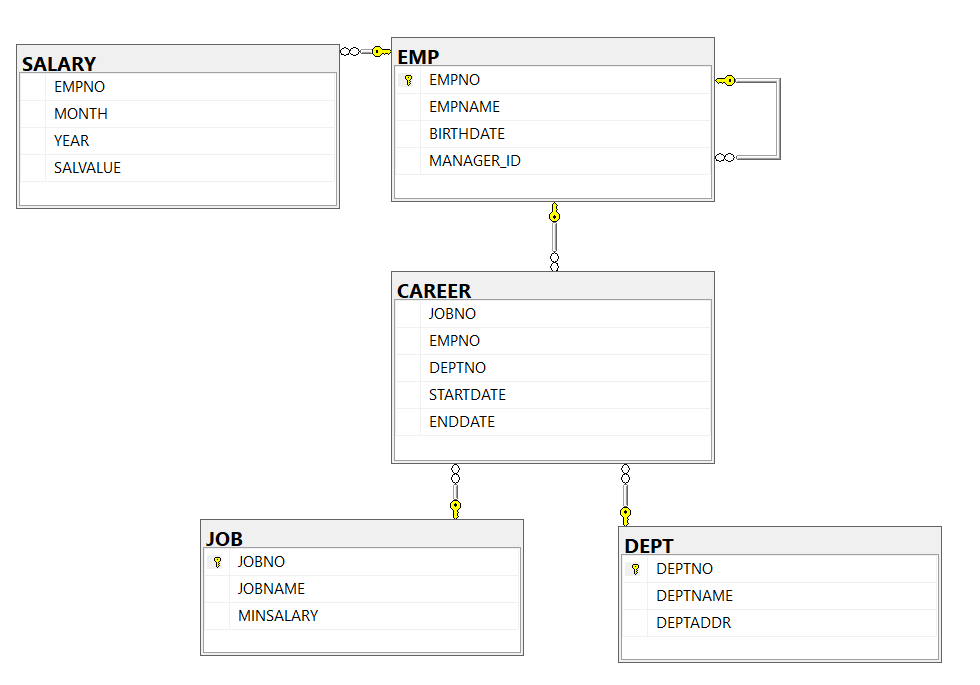 SALARY
EMPNO
MONTH
YEAR
SALVALUE
EMP
EMPNO
EMPNAME
BIRTHDATE
MANAGER_ID
CAREER
JOBNO
EMPNO
DEPTNO
STARTDATE
ENDDATE
JOB
JOBNO
JOBNAME
MINSALARY
DEPT
DEPTNO
DEPTNAME
DEPTADDR